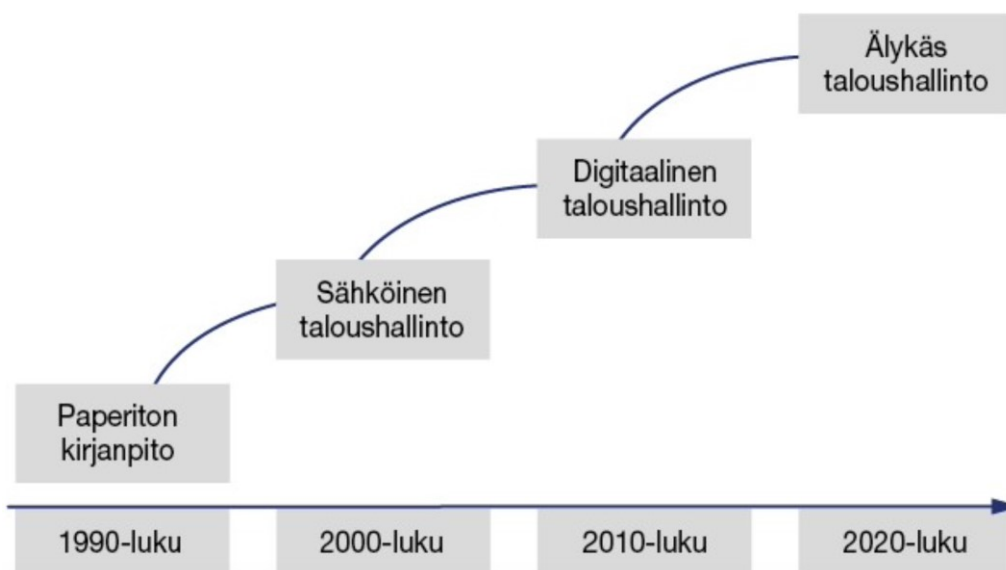 Älykäs
taloushallinto
Digitaalinen
taloushallinto
Sähköinen
taloushallinto
Paperiton
kirjanpito
1990-luku
2000-luku
2010-luku
2020-luku